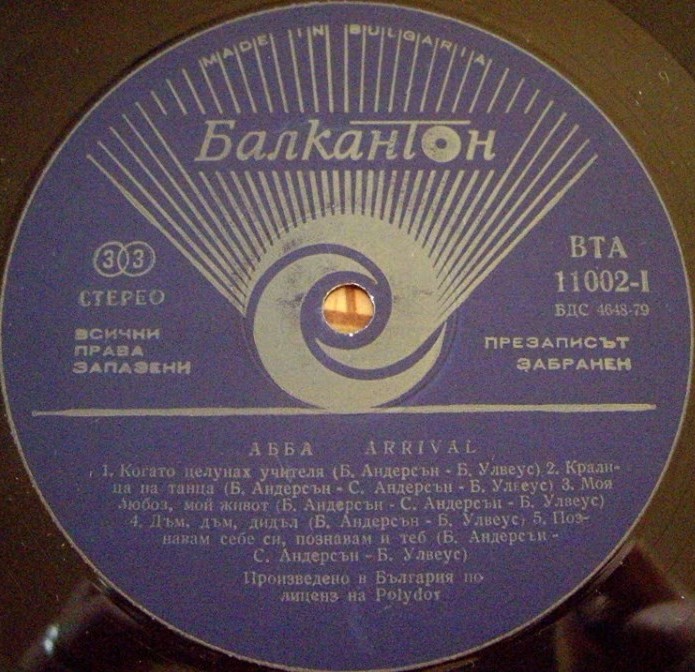 MADE IN BULGARIA
Балкантон
33
СТЕРЕО
ВСИЧКИ
ПРАВА
ЗАПАЗЕНИ
ВТА
11002-I
БДС 4648-79
ПРЕЗАПИСЪТ
ЗАБРАНЕН
АББА ARRIVAL
1. Когато целунах учителя (Б. Андерсън - Б. Улвеус) 2. Крали-
ца на танца (Б. Андерсън - С. Андерсън - Б. Улвеус) 3. Моя
любов, мой живот (Б. Андерсън - С. Андерсън - Б. Улвеус)
4. Дъм, дъм, дидъл (Б. Андерсън - Б. Улвеус) 5. Поз-
навам себе си, познавам и теб (Б. Андерсън -
С. Андерсън - Б. Улвеус)
Произведено в България по
лиценз на Polydor